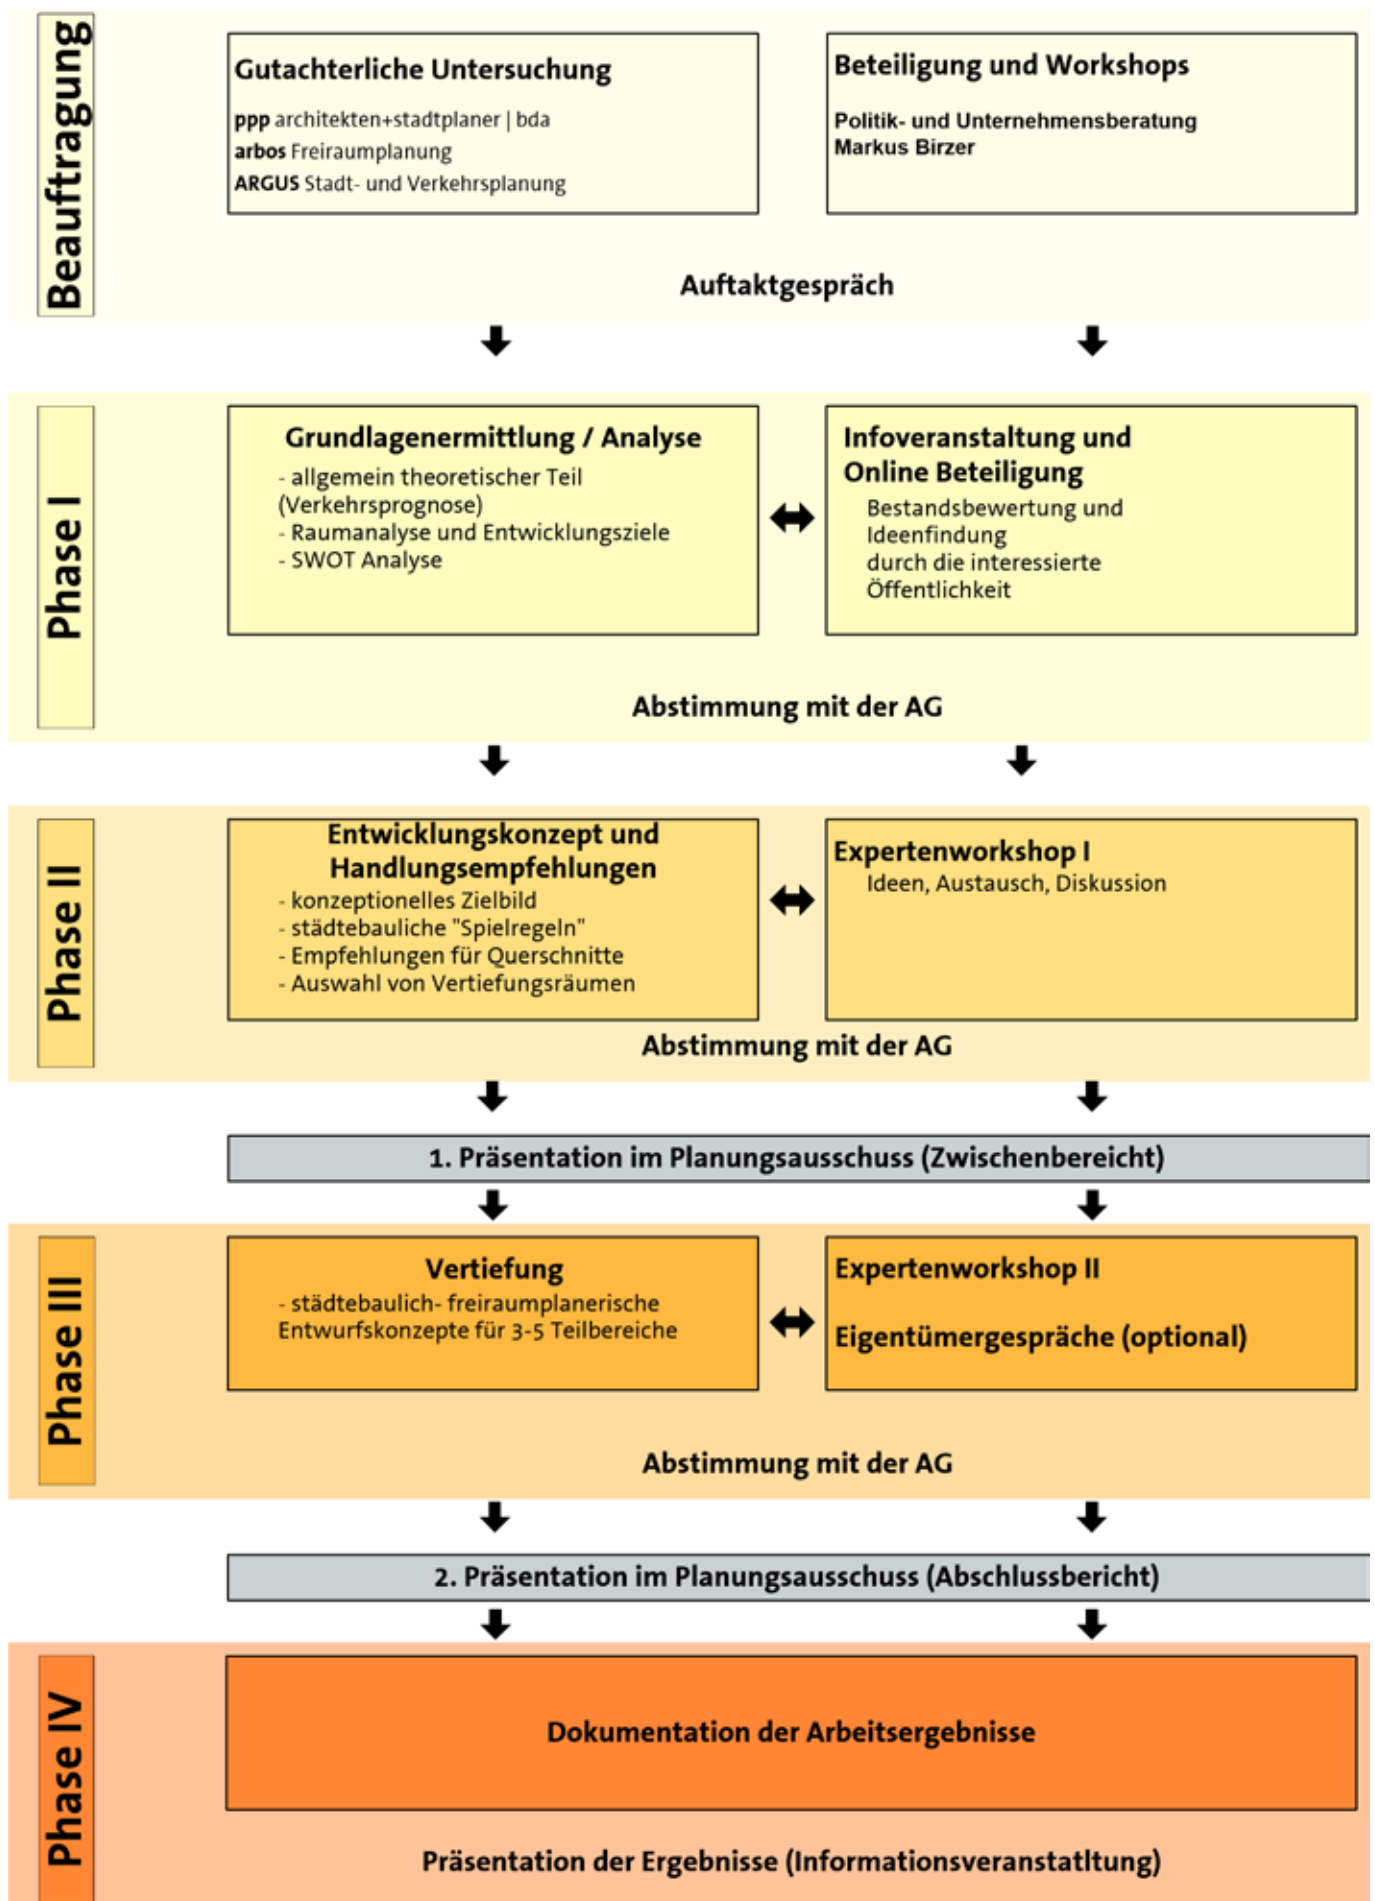 Beauftragung
Gutachterliche Untersuchung
ppp architekten+stadtplaner | bda
arbos Freiraumplanung
ARGUS Stadt- und Verkehrsplanung
Beteiligung und Workshops
Politik- und Unternehmensberatung
Markus Birzer
Auftaktgespräch
Phase I
Grundlagenermittlung / Analyse
- allgemein theoretischer Teil
(Verkehrsprognose)
- Raumanalyse und Entwicklungsziele
- SWOT Analyse
Infoveranstaltung und
Online Beteiligung
Bestandsbewertung und
Ideenfindung
durch die interessierte
Öffentlichkeit
Abstimmung mit der AG
Phase II
Entwicklungskonzept und
Handlungsempfehlungen
- konzeptionelles Zielbild
- städtebauliche "Spielregeln"
- Empfehlungen für Querschnitte
- Auswahl von Vertiefungsräumen
Expertenworkshop I
Ideen, Austausch, Diskussion
Abstimmung mit der AG
1. Präsentation im Planungsausschuss (Zwischenbereicht)
Phase III
Vertiefung
- städtebaulich- freiraumplanerische
Entwurfskonzepte für 3-5 Teilbereiche
Expertenworkshop II
Eigentümergespräche (optional)
Abstimmung mit der AG
2. Präsentation im Planungsausschuss (Abschlussbericht)
Phase IV
Dokumentation der Arbeitsergebnisse
Präsentation der Ergebnisse (Informationsveranstatltung)